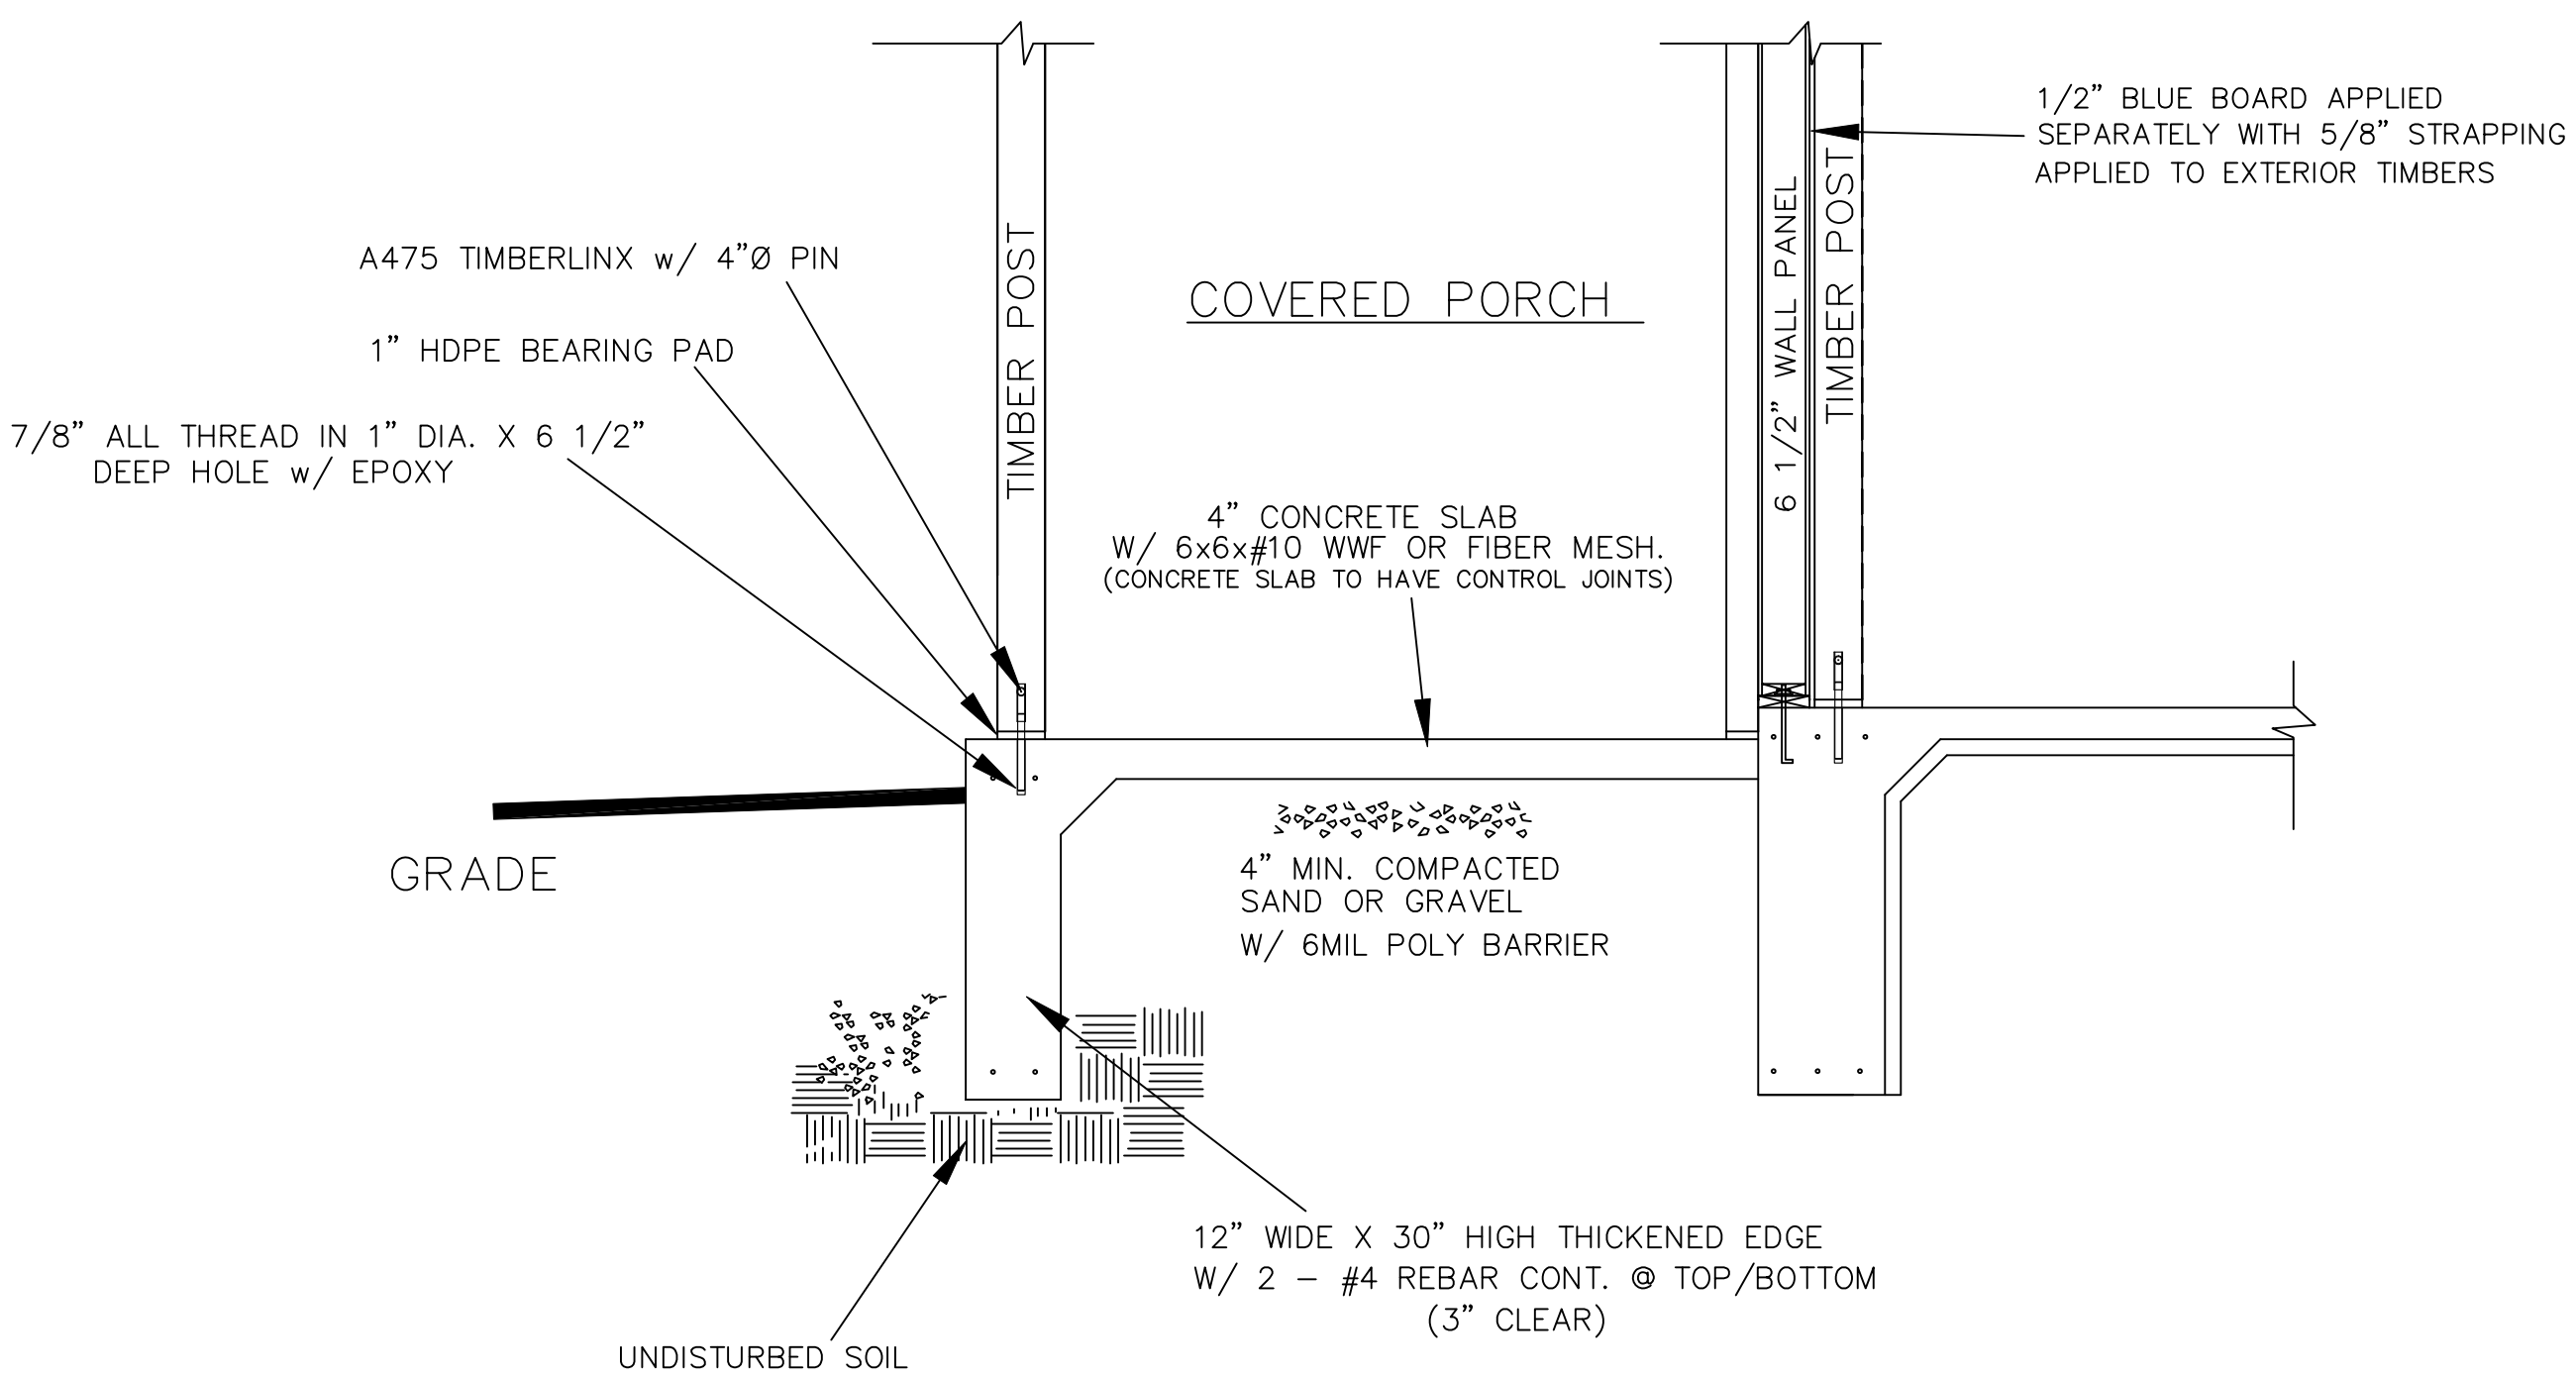 1/2” BLUE BOARD APPLIED
SEPARATELY WITH 5/8” STRAPPING
APPLIED TO EXTERIOR TIMBERS
A475 TIMBERLINX w/ 4”Ø PIN
1” HDPE BEARING PAD
7/8” ALL THREAD IN 1” DIA. X 6 1/2”
DEEP HOLE w/ EPOXY
TIMBER POST
COVERED PORCH
6 1/2” WALL PANEL
TIMBER POST
4” CONCRETE SLAB
W/ 6x6x#10 WWF OR FIBER MESH.
(CONCRETE SLAB TO HAVE CONTROL JOINTS)
GRADE
4” MIN. COMPACTED
SAND OR GRAVEL
W/ 6MIL POLY BARRIER
12” WIDE X 30” HIGH THICKENED EDGE
W/ 2 – #4 REBAR CONT. @ TOP/BOTTOM
(3” CLEAR)
UNDISTURBED SOIL